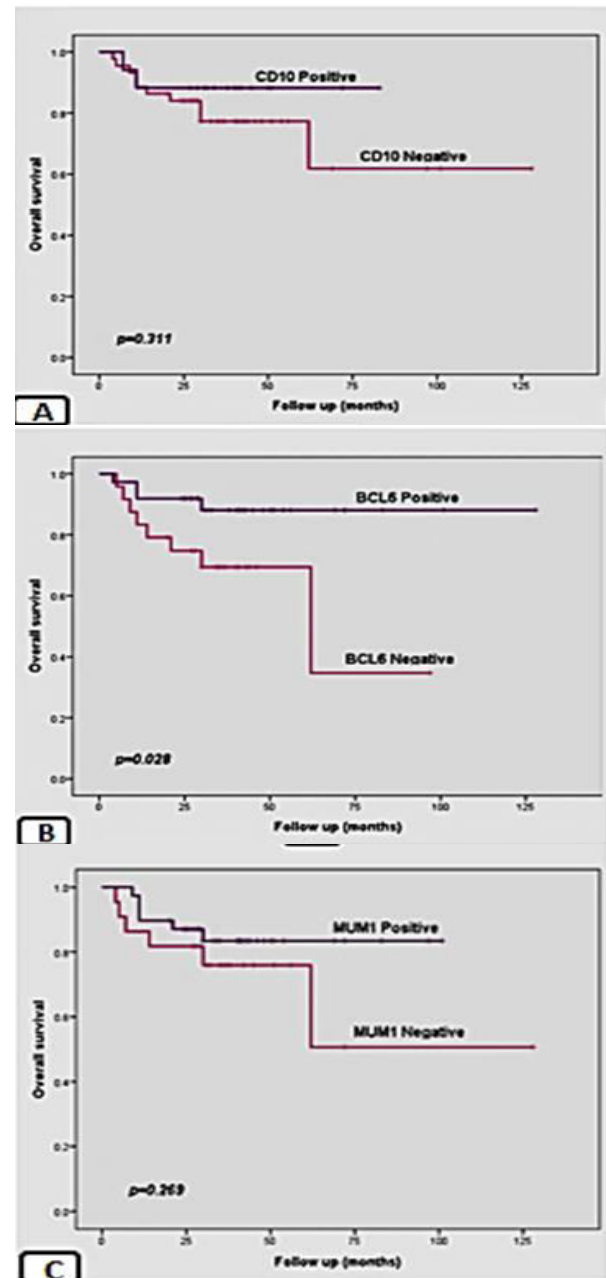 1.0
CD10 Positive
0.8
CD10 Negative
0.6
Overall survival
0.4
0.2
p=0.311
0.0
0 25 50 75 100 125
A
Follow up (months)
1.0
BCL6 Positive
0.8
0.6
Overall survival
0.4
BCL6 Negative
0.2
p=0.028
0.0
0 25 50 75 100 125
B
Follow up (months)
1.0
MUM1 Positive
0.8
0.6
MUM1 Negative
Overall survival
0.4
0.2
p=0.269
0.0
0 25 50 75 100 125
C
Follow up (months)